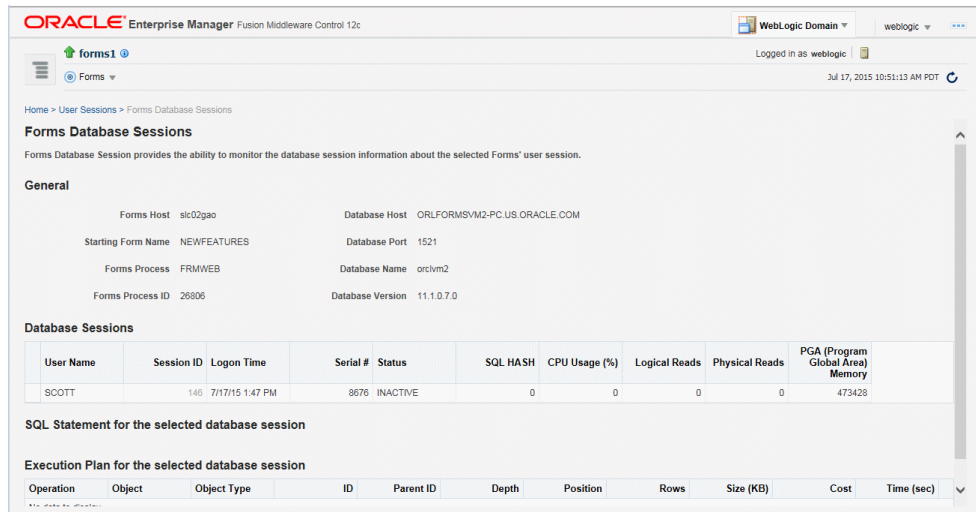 ORACLE Enterprise Manager Fusion Middleware Control 12c
WebLogic Domain
weblogic
forms1
Logged in as weblogic
Forms
Jul 17, 2015 10:51:13 AM PDT
Home > User Sessions > Forms Database Sessions
Forms Database Sessions
Forms Database Session provides the ability to monitor the database session information about the selected Forms' user session.
General
Forms Host slc02gao Database Host ORLFORMSVM2-PC.US.ORACLE.COM
Starting Form Name NEWFEATURES Database Port 1521
Forms Process FRMWEB Database Name orclvm2
Forms Process ID 26806 Database Version 11.1.0.7.0
Database Sessions
User Name Session ID Logon Time Serial # Status SQL HASH CPU Usage (%) Logical Reads Physical Reads PGA (Program
Global Area)
Memory
SCOTT 146 7/17/15 1:47 PM 8676 INACTIVE 0 0 0 0 473428
SQL Statement for the selected database session
Execution Plan for the selected database session
Operation Object Object Type ID Parent ID Depth Position Rows Size (KB) Cost Time (sec)
No data to display